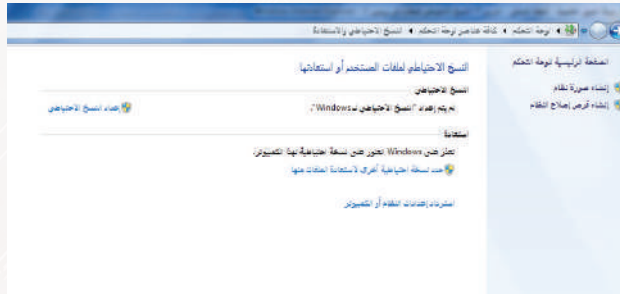 لوحة التحكم ◂ كافة عناصر لوحة التحكم ◂ النسخ الاحتياطي والاستعادة
الصفحة الرئيسية لوحة التحكم
إنشاء صورة نظام
إنشاء قرص إصلاح النظام
النسخ الاحتياطي لملفات المستخدم أو استعادتها
النسخ الاحتياطي
لم يتم إعداد "النسخ الاحتياطي لـ Windows".
إعداد النسخ الاحتياطي
استعادة
تعذر على Windows العثور على نسخة احتياطية لهذا الكمبيوتر.
حدد نسخة احتياطية أخرى لاستعادة الملفات منها
استرداد إعدادات النظام أو الكمبيوتر